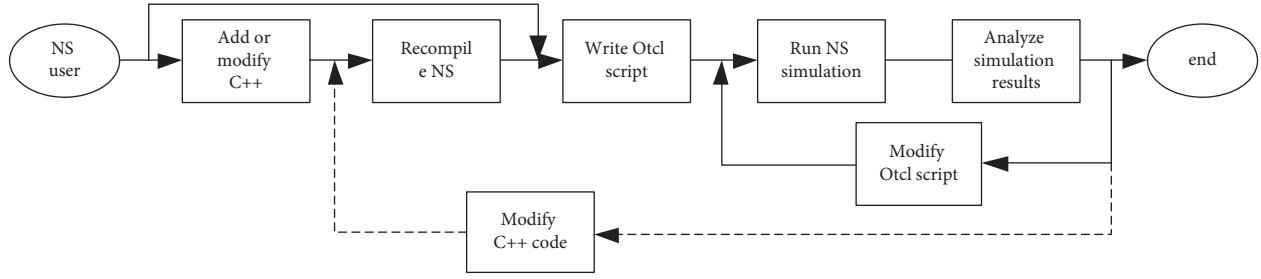 NS
user
Add or
modify
C++
Recompil
e NS
Write Otcl
script
Run NS
simulation
Analyze
simulation
results
end
Modify
Otcl script
Modify
C++ code